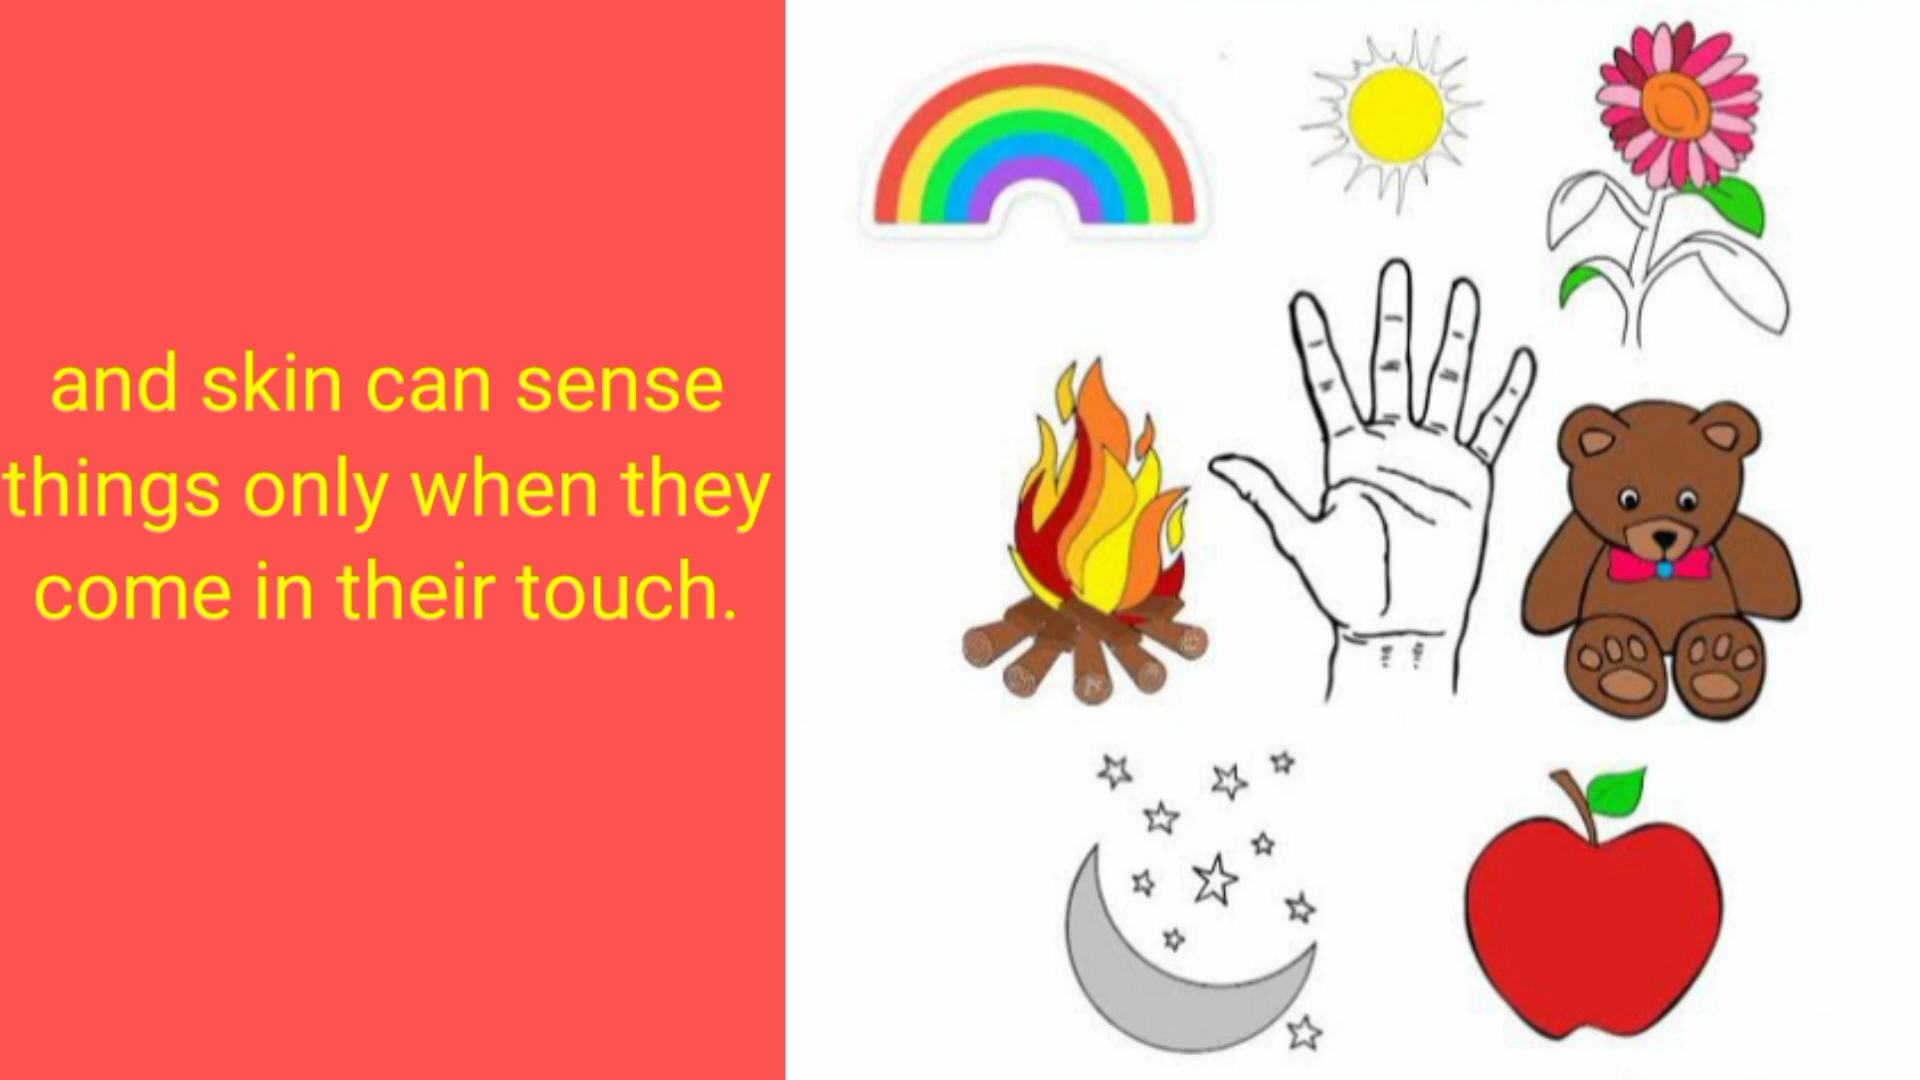 and skin can sense
things only when they
come in their touch.